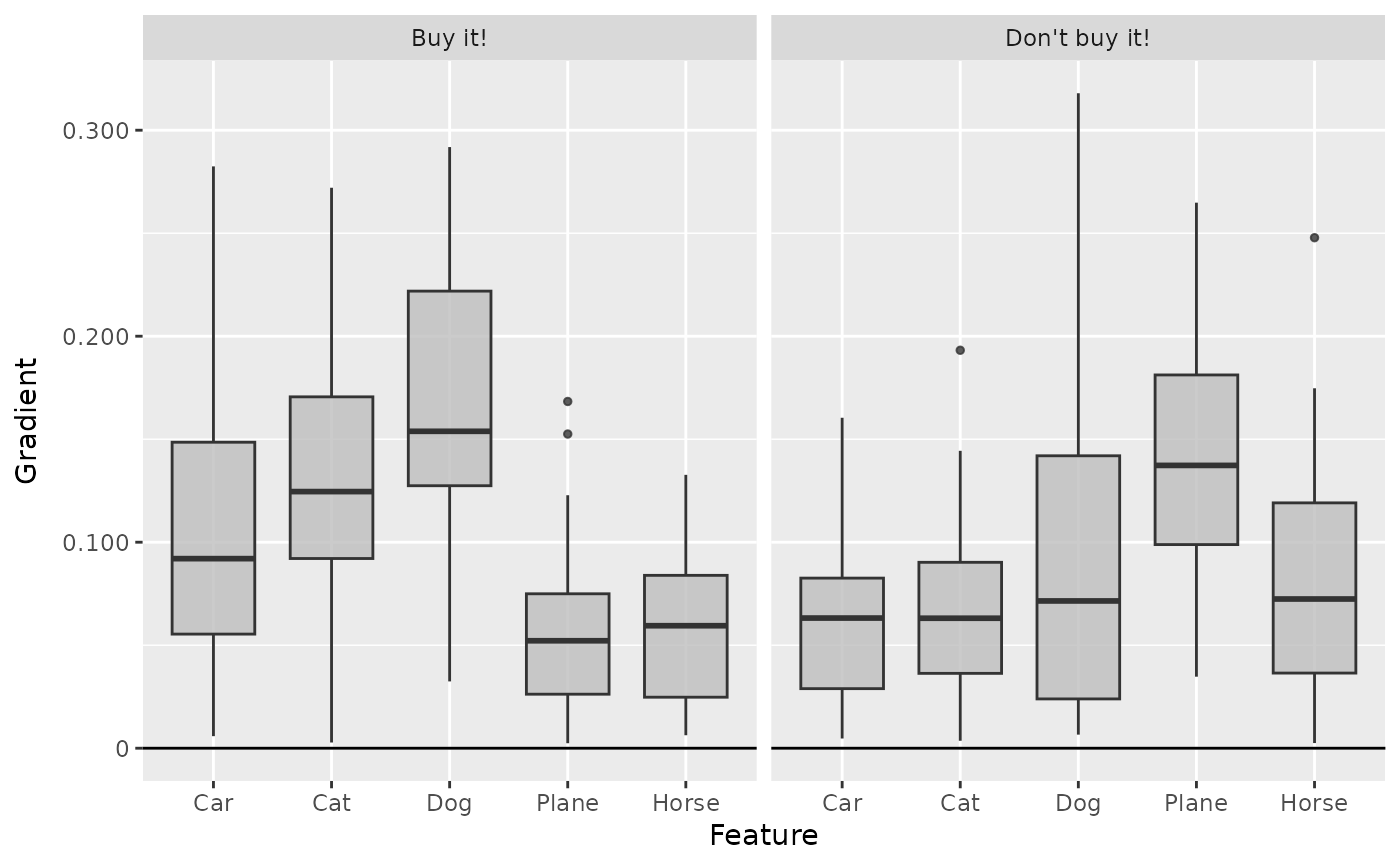 Buy it!
Don't buy it!
0.300
0.200
0.100
0
Gradient
Car Cat Dog Plane Horse
Car Cat Dog Plane Horse
Feature